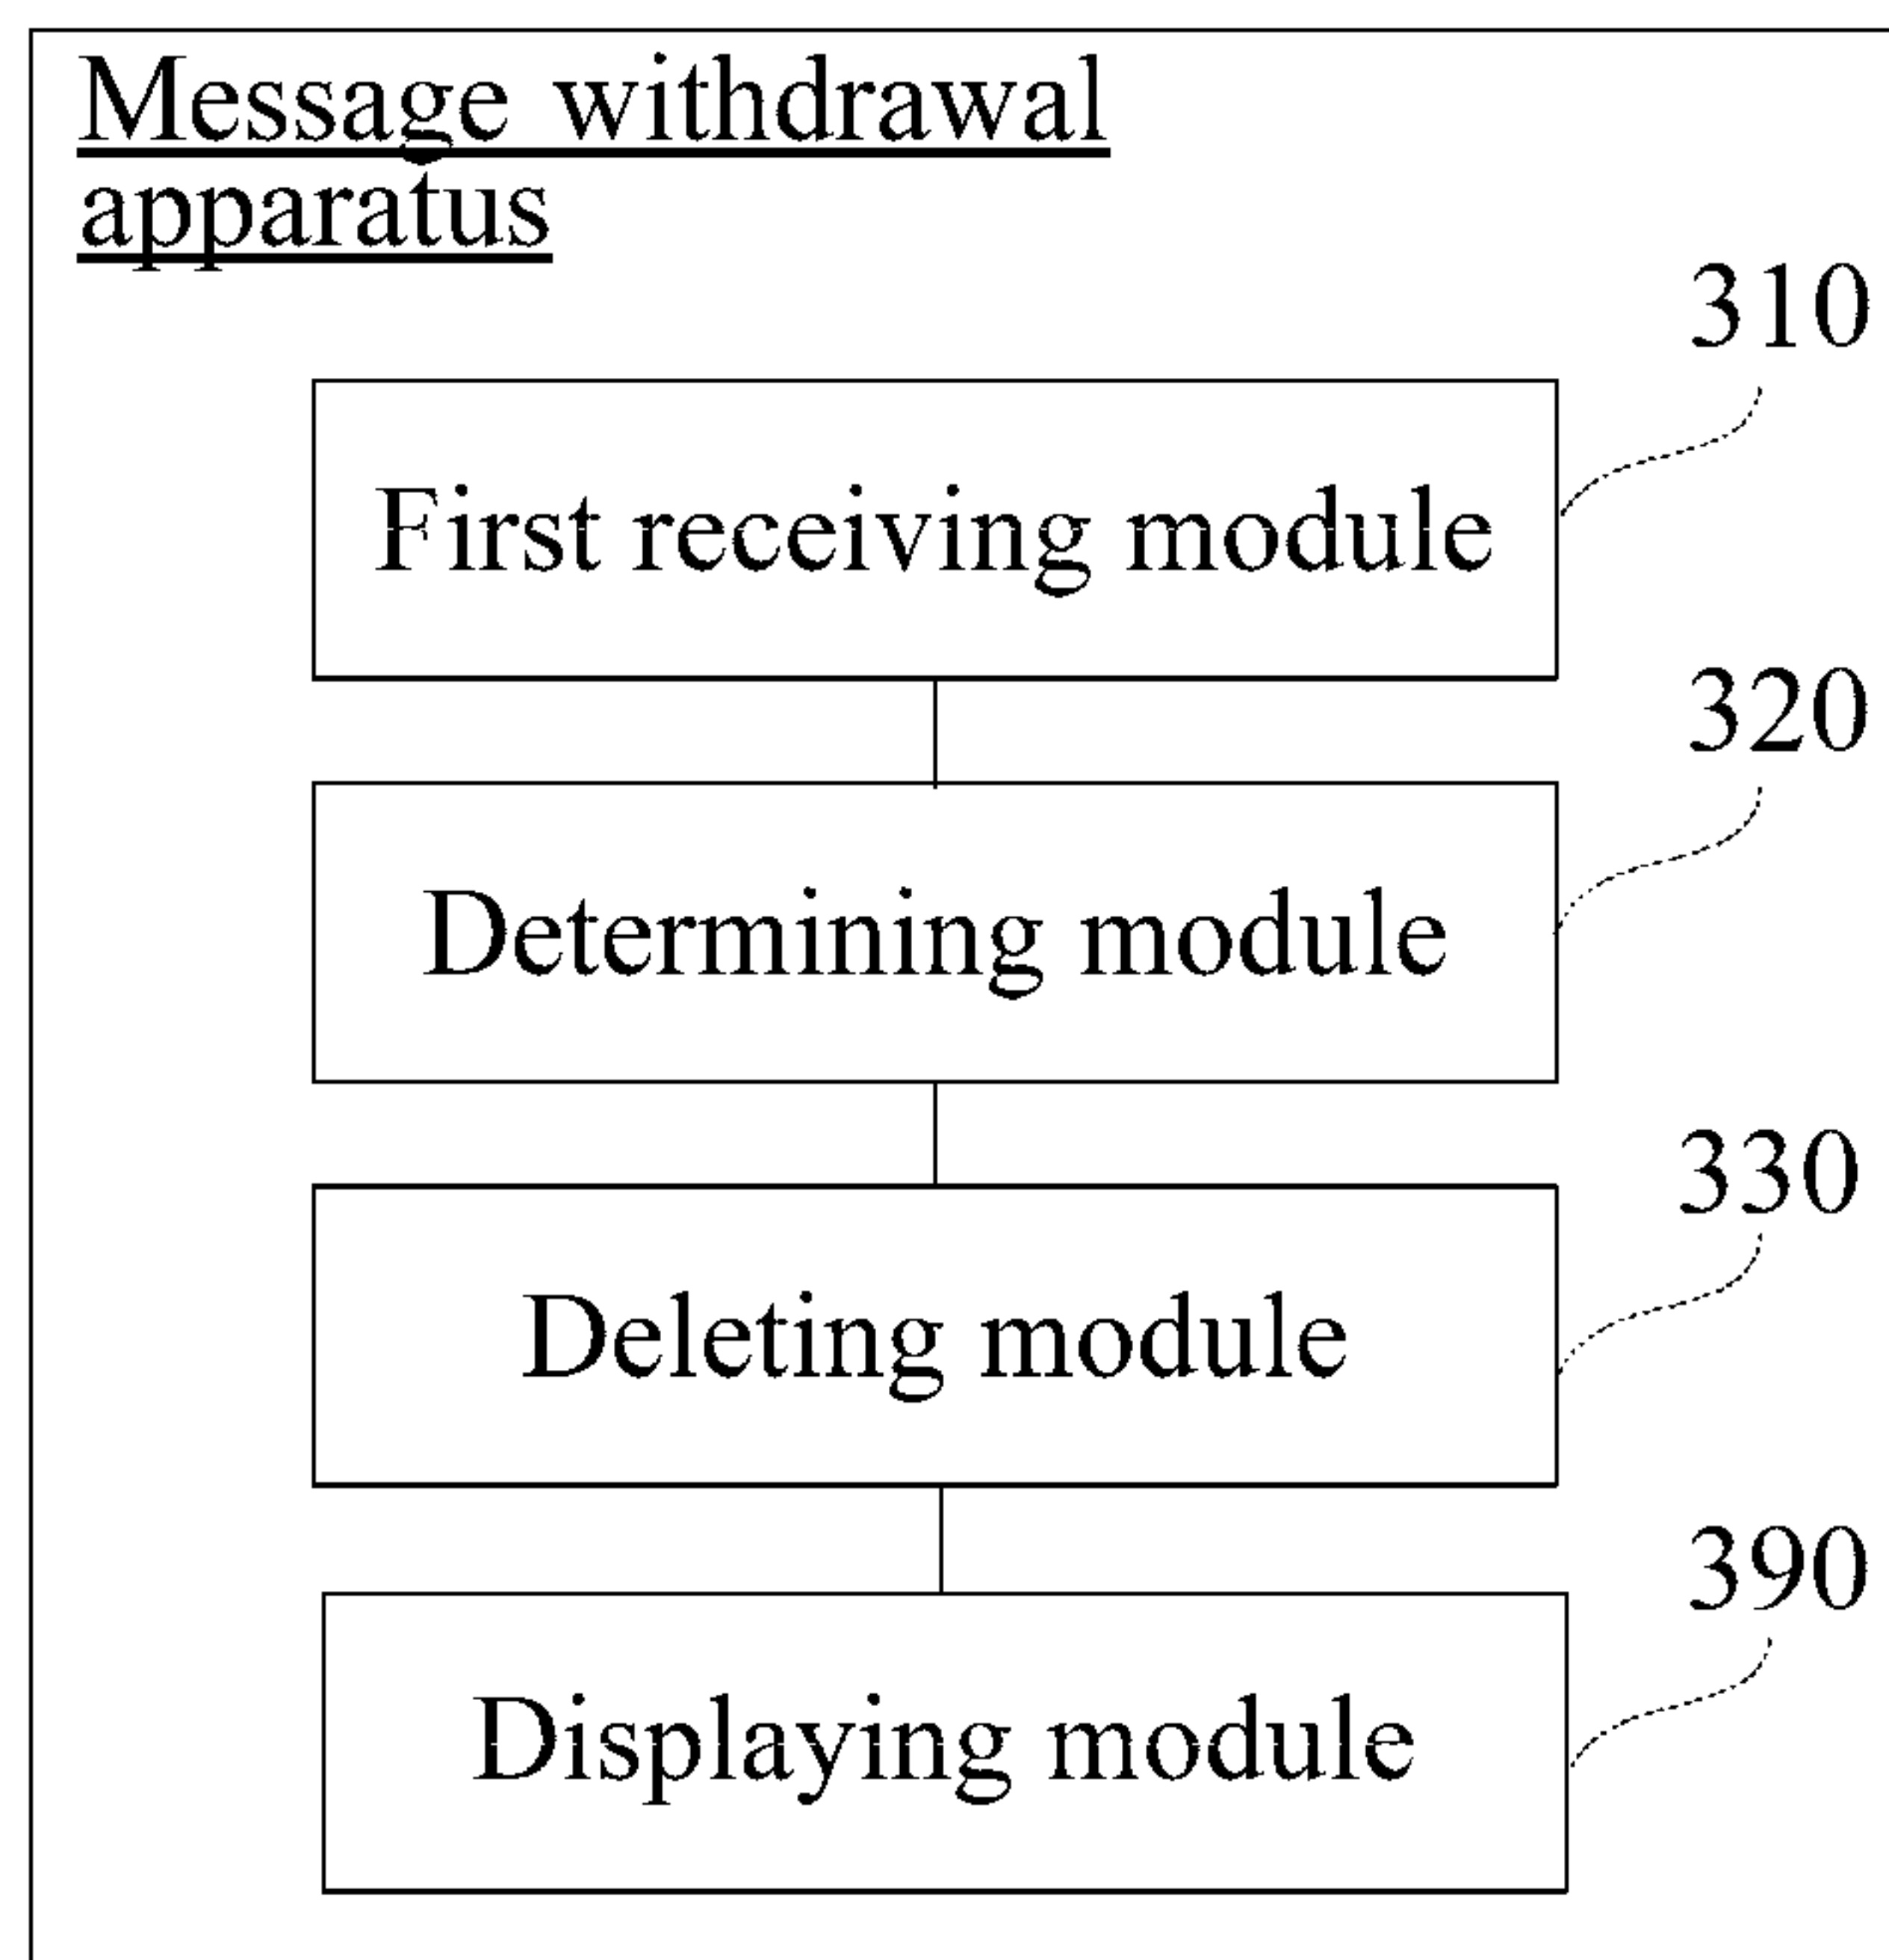 Message withdrawal
apparatus
310
First receiving module
320
Determining module
330
Deleting module
390
Displaying module